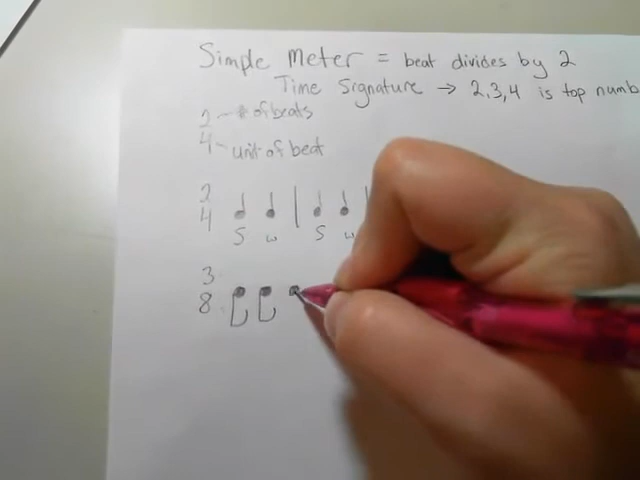 Simple Meter = beat divides by 2
Time Signature → 2,3,4 is top numb
2 - # of beats
4 - unit of beat
2
4
S w S w
3
8